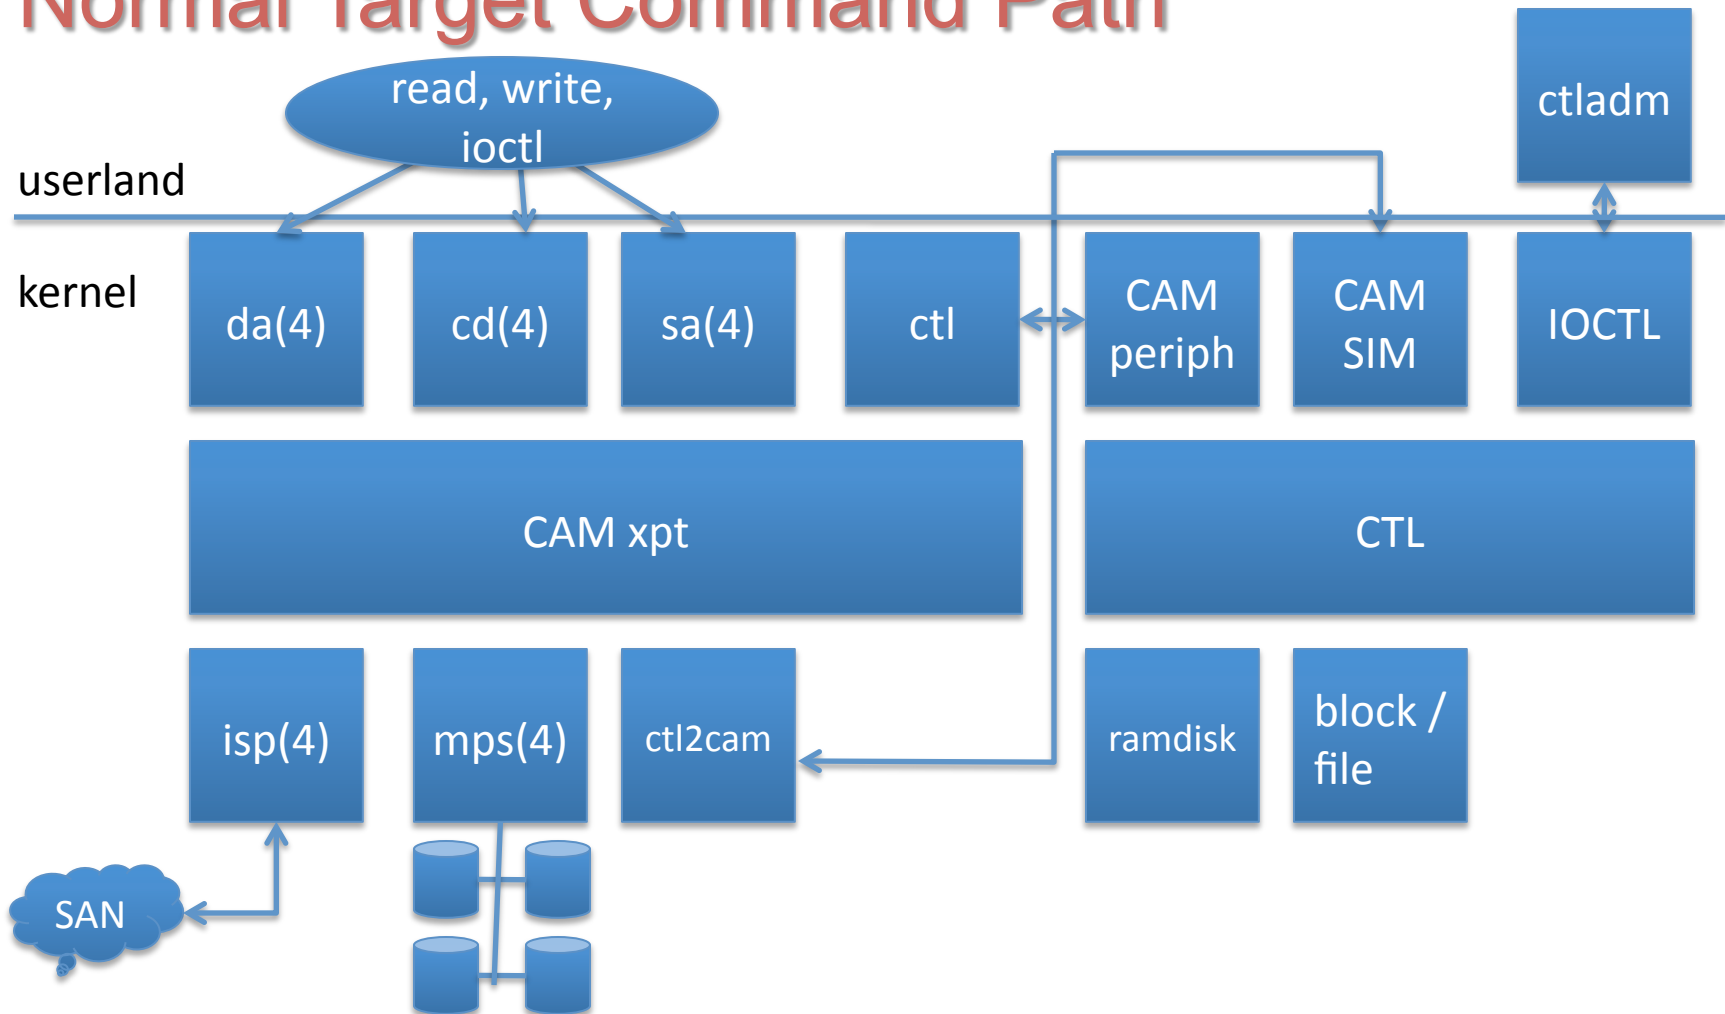 Normal Target Command Path
read, write,
ioctl
ctladm
userland
kernel
da(4)
cd(4)
sa(4)
ctl
CAM
periph
CAM
SIM
IOCTL
CAM xpt
CTL
isp(4)
mps(4)
ctl2cam
ramdisk
block /
file
SAN